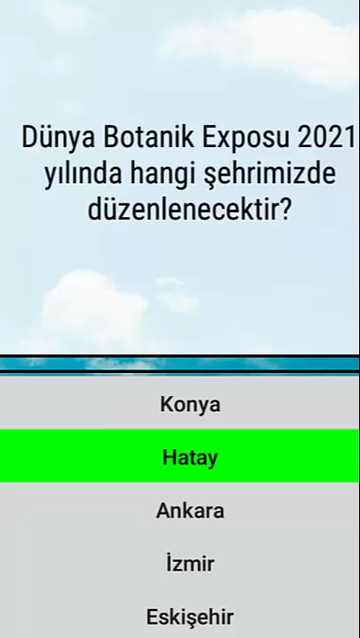 Dünya Botanik Exposu 2021
yılında hangi şehrimizde
düzenlenecektir?
Konya
Hatay
Ankara
İzmir
Eskişehir